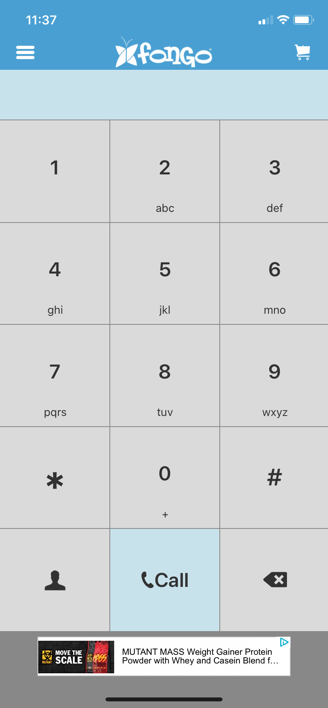 11:37
fongo
1
2
abc
3
def
4
ghi
5
jkl
6
mno
7
pqrs
8
tuv
9
wxyz
*
0
+
#
Call
MOVE THE
SCALE
MUTANT MASS Weight Gainer Protein
Powder with Whey and Casein Blend f...